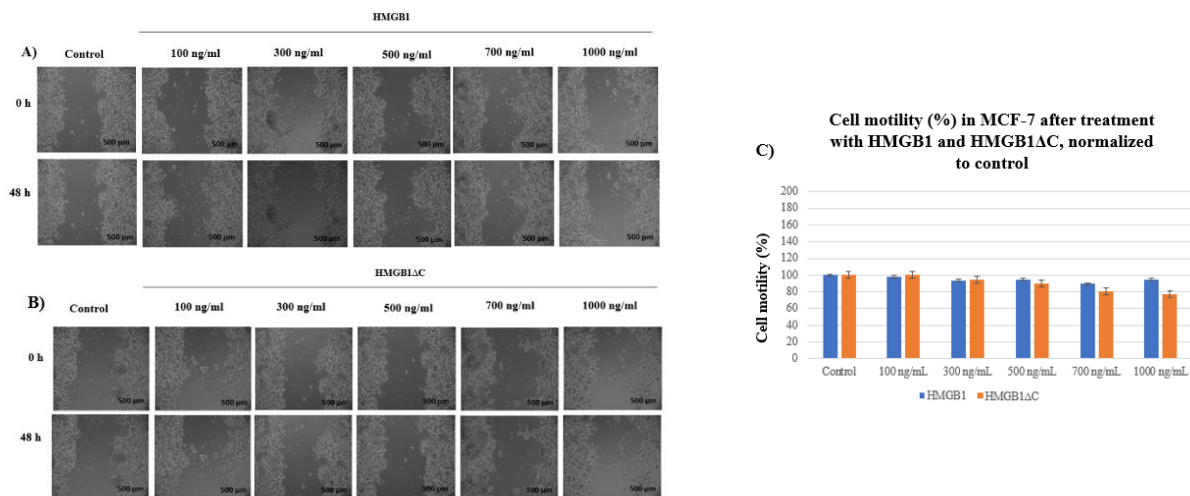 HMGB1
A)
Control 100 ng/ml 300 ng/ml 500 ng/ml 700 ng/ml 1000 ng/ml
0 h
500 µm 500 µm 500 µm 500 µm 500 µm 500 µm
48 h
500 µm 500 µm 500 µm 500 µm 500 µm 500 µm
HMGB1ΔC
B)
Control 100 ng/ml 300 ng/ml 500 ng/ml 700 ng/ml 1000 ng/ml
0 h
500 µm 500 µm 500 µm 500 µm 500 µm 500 µm
48 h
500 µm 500 µm 500 µm 500 µm 500 µm 500 µm
C)
Cell motility (%) in MCF-7 after treatment
with HMGB1 and HMGB1ΔC, normalized
to control
Cell motility (%)
200
180
160
140
120
100
80
60
40
20
0
Control 100 ng/mL 300 ng/mL 500 ng/mL 700 ng/mL 1000 ng/mL
HMGB1 HMGB1ΔC